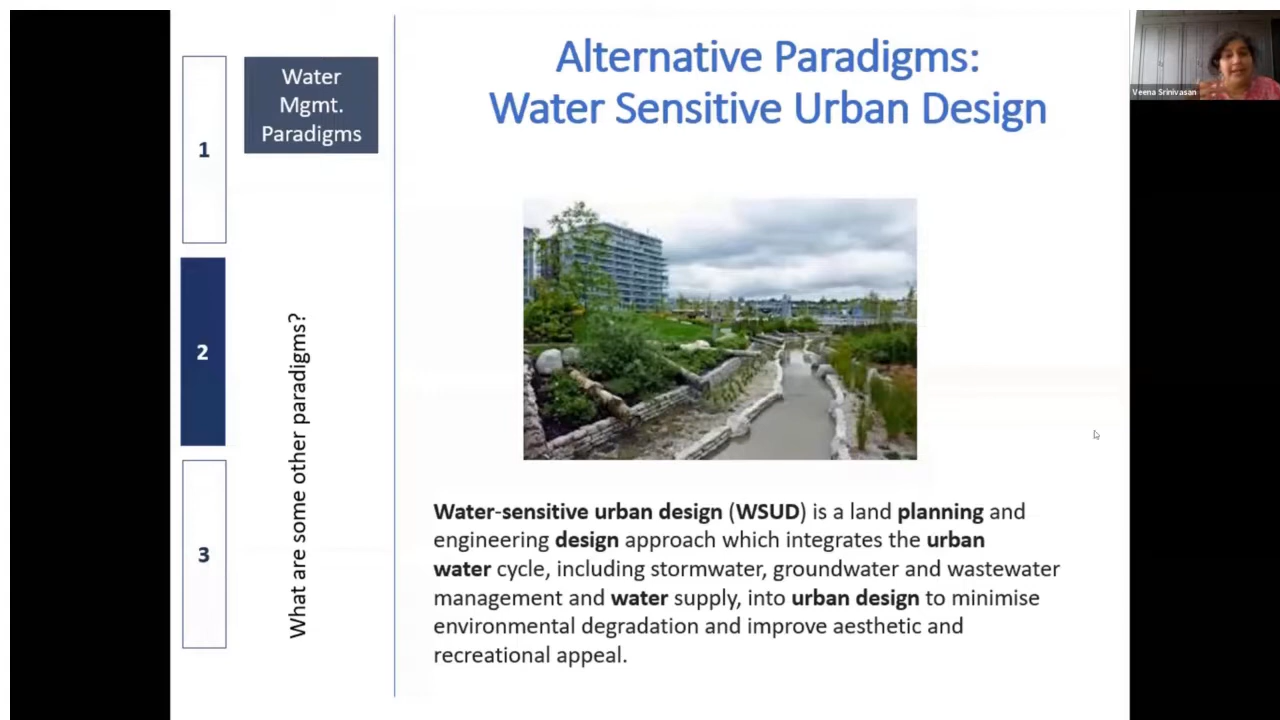 Alternative Paradigms:
Water Sensitive Urban Design
Veena Srinivasan
Water
Mgmt.
Paradigms
1
2
3
What are some other paradigms?
Water-sensitive urban design (WSUD) is a land planning and
engineering design approach which integrates the urban
water cycle, including stormwater, groundwater and wastewater
management and water supply, into urban design to minimise
environmental degradation and improve aesthetic and
recreational appeal.